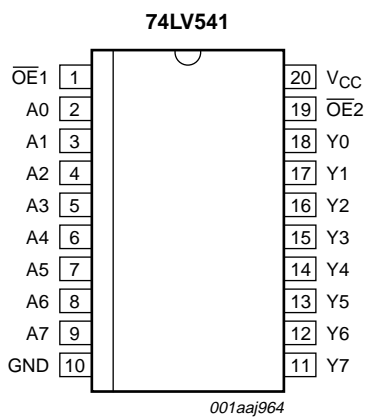 74LV541
O̅E̅1 1 20 VCC
A0 2 19 O̅E̅2
A1 3 18 Y0
A2 4 17 Y1
A3 5 16 Y2
A4 6 15 Y3
A5 7 14 Y4
A6 8 13 Y5
A7 9 12 Y6
GND 10 11 Y7
001aaj964